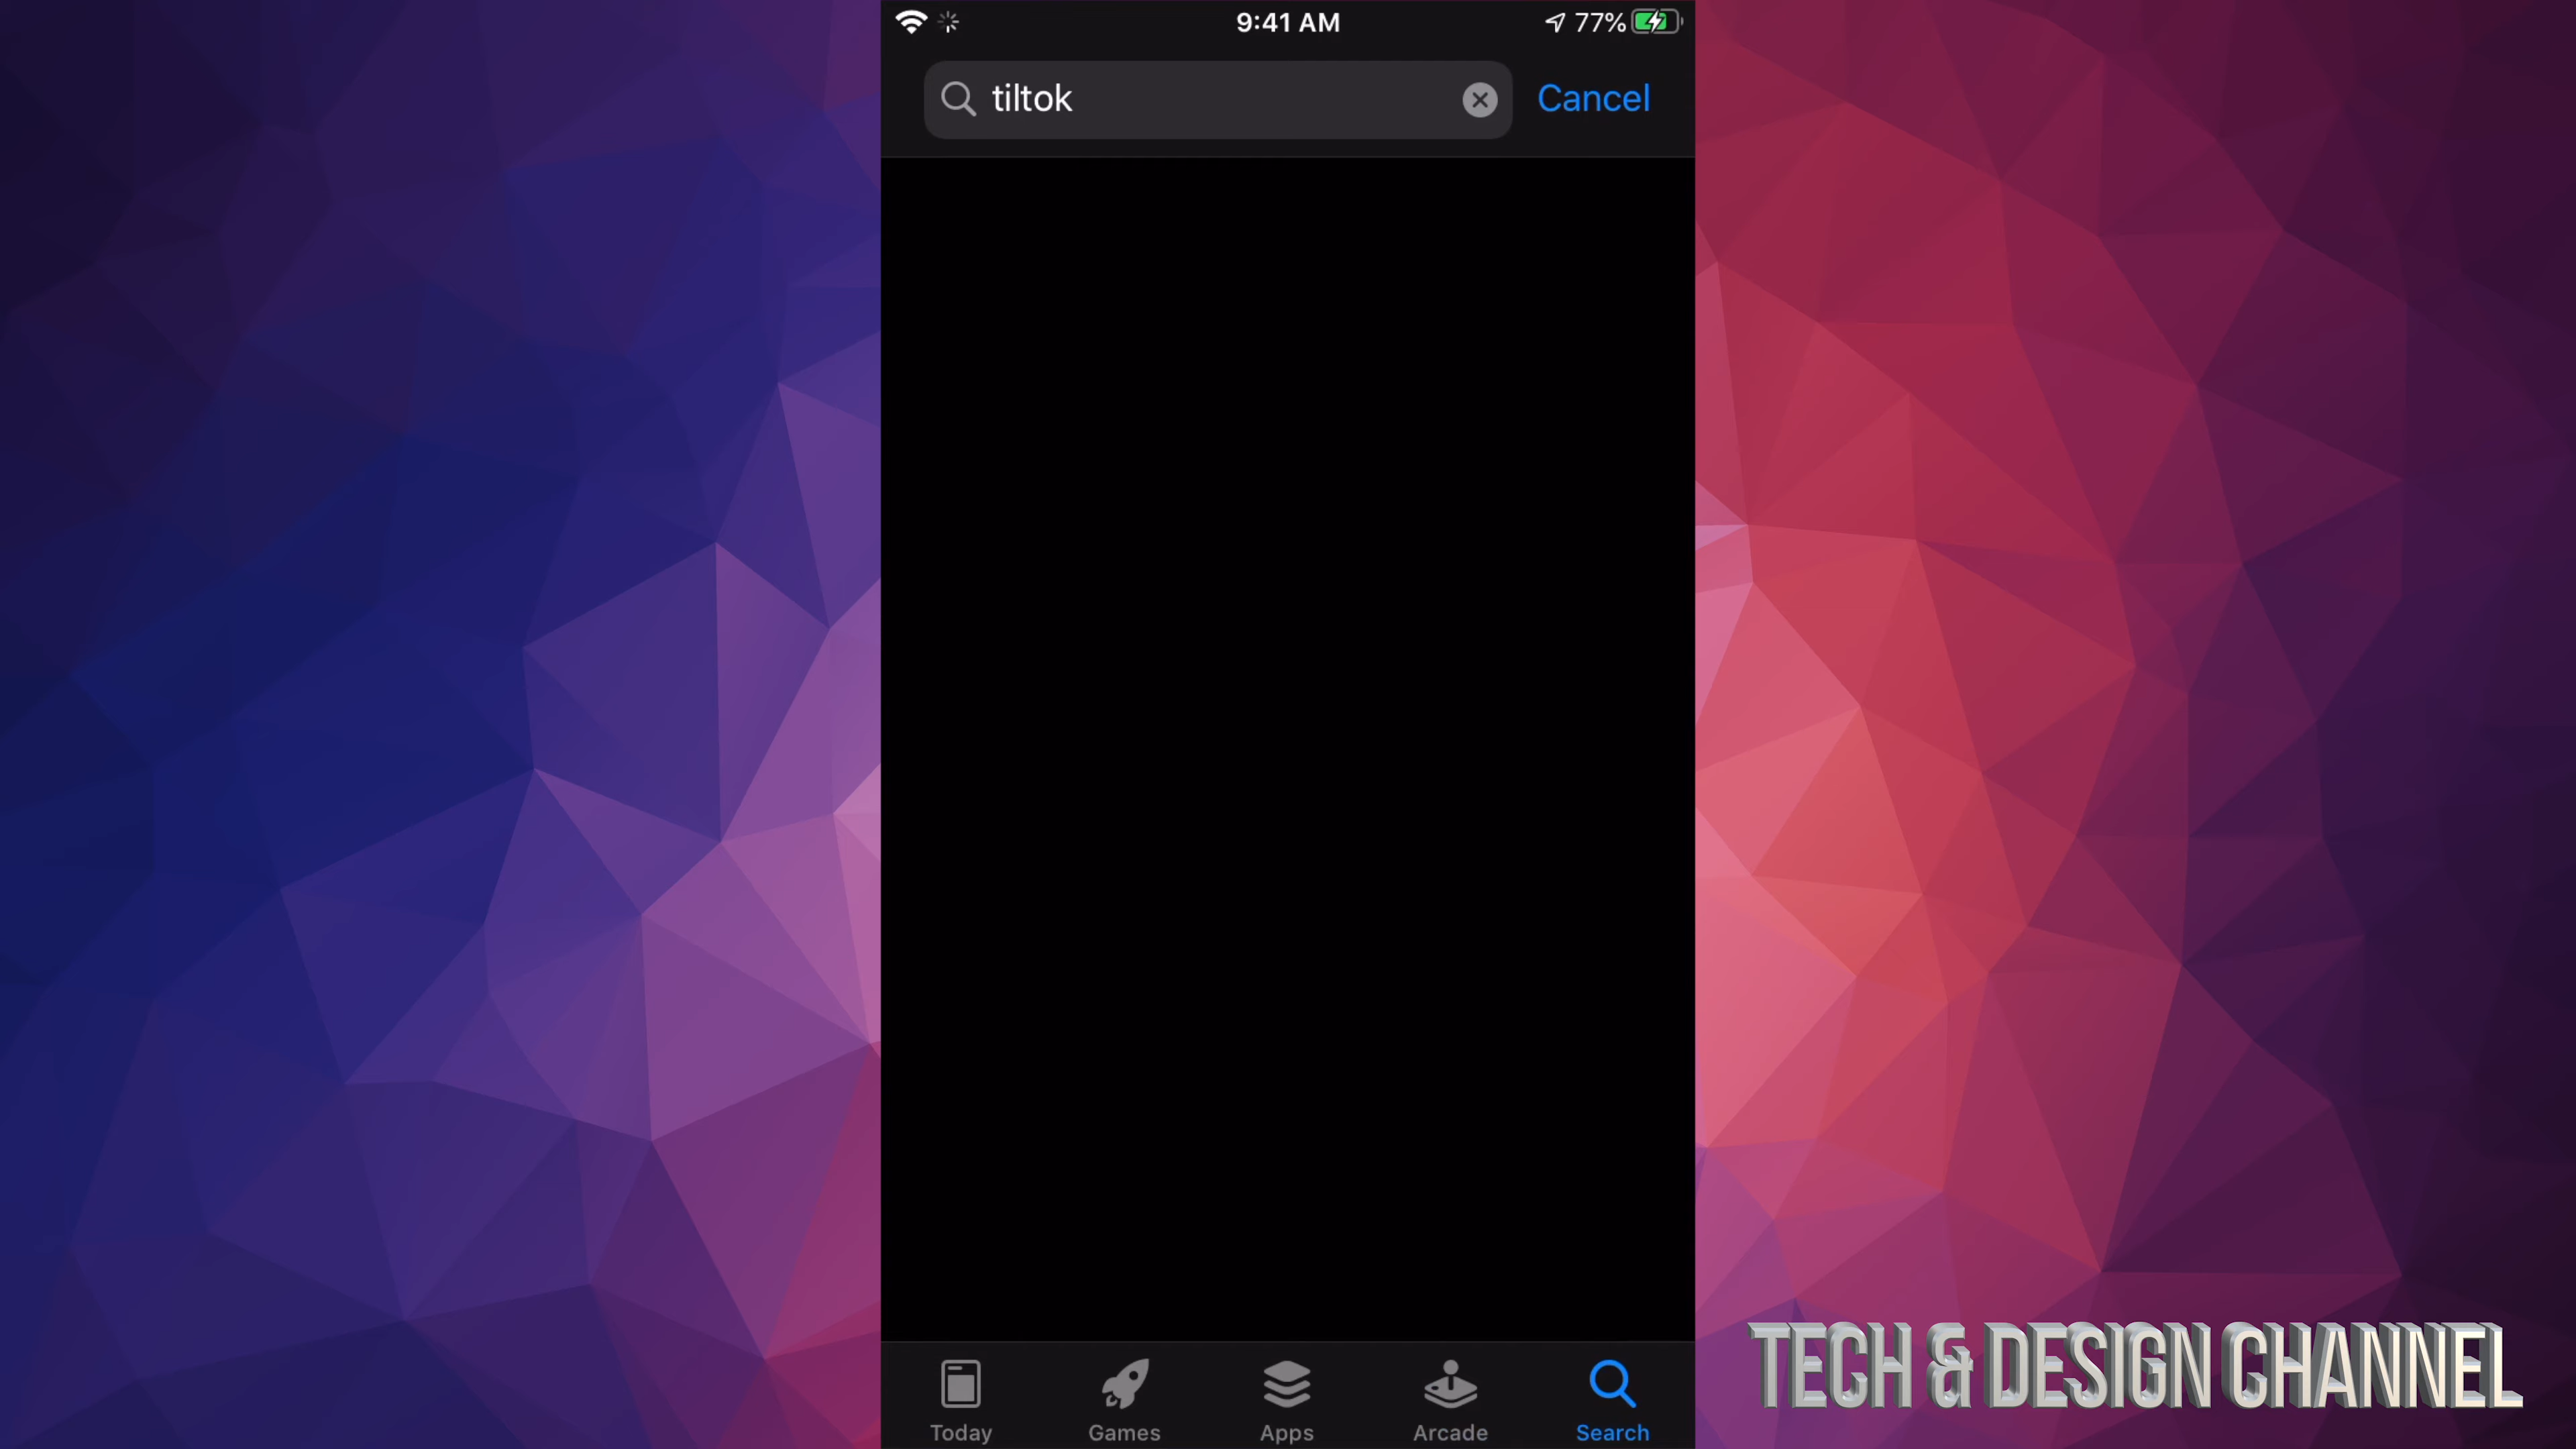 9:41 AM
77%
tiltok
Cancel
Today
Games
Apps
Arcade
Search
TECH & DESIGN CHANNEL